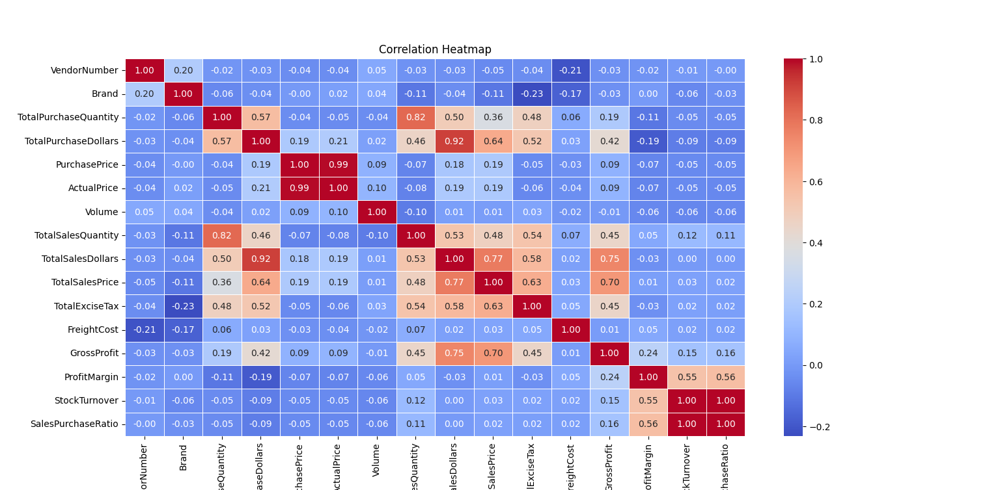 Correlation Heatmap
VendorNumber 1.00 0.20 -0.02 -0.03 -0.04 -0.04 0.05 -0.03 -0.03 -0.05 -0.04 -0.21 -0.03 -0.02 -0.01 -0.00
Brand 0.20 1.00 -0.06 -0.04 -0.00 0.02 0.04 -0.11 -0.04 -0.11 -0.23 -0.17 -0.03 0.00 -0.06 -0.03
TotalPurchaseQuantity -0.02 -0.06 1.00 0.57 -0.04 -0.05 -0.04 0.82 0.50 0.36 0.48 0.06 0.19 -0.11 -0.05 -0.05
TotalPurchaseDollars -0.03 -0.04 0.57 1.00 0.19 0.21 0.02 0.46 0.92 0.64 0.52 0.03 0.42 -0.19 -0.09 -0.09
PurchasePrice -0.04 -0.00 -0.04 0.19 1.00 0.99 0.09 -0.07 0.18 0.19 -0.05 -0.03 0.09 -0.07 -0.05 -0.05
ActualPrice -0.04 0.02 -0.05 0.21 0.99 1.00 0.10 -0.08 0.19 0.19 -0.06 -0.04 0.09 -0.07 -0.05 -0.05
Volume 0.05 0.04 -0.04 0.02 0.09 0.10 1.00 -0.10 0.01 0.01 0.03 -0.02 -0.01 -0.06 -0.06 -0.06
TotalSalesQuantity -0.03 -0.11 0.82 0.46 -0.07 -0.08 -0.10 1.00 0.53 0.48 0.54 0.07 0.45 0.05 0.12 0.11
TotalSalesDollars -0.03 -0.04 0.50 0.92 0.18 0.19 0.01 0.53 1.00 0.77 0.58 0.02 0.75 -0.03 0.00 0.00
TotalSalesPrice -0.05 -0.11 0.36 0.64 0.19 0.19 0.01 0.48 0.77 1.00 0.63 0.03 0.70 0.01 0.03 0.02
TotalExciseTax -0.04 -0.23 0.48 0.52 -0.05 -0.06 0.03 0.54 0.58 0.63 1.00 0.05 0.45 -0.03 0.02 0.02
FreightCost -0.21 -0.17 0.06 0.03 -0.03 -0.04 -0.02 0.07 0.02 0.03 0.05 1.00 0.01 0.05 0.02 0.02
GrossProfit -0.03 -0.03 0.19 0.42 0.09 0.09 -0.01 0.45 0.75 0.70 0.45 0.01 1.00 0.24 0.15 0.16
ProfitMargin -0.02 0.00 -0.11 -0.19 -0.07 -0.07 -0.06 0.05 -0.03 0.01 -0.03 0.05 0.24 1.00 0.55 0.56
StockTurnover -0.01 -0.06 -0.05 -0.09 -0.05 -0.05 -0.06 0.12 0.00 0.03 0.02 0.02 0.15 0.55 1.00 1.00
SalesPurchaseRatio -0.00 -0.03 -0.05 -0.09 -0.05 -0.05 -0.06 0.11 0.00 0.02 0.02 0.02 0.16 0.56 1.00 1.00
orNumber
Brand
eQuantity
aseDollars
chasePrice
ctualPrice
Volume
esQuantity
alesDollars
SalesPrice
lExciseTax
reightCost
GrossProfit
ofitMargin
ckTurnover
chaseRatio
1.0
0.8
0.6
0.4
0.2
0.0
−0.2